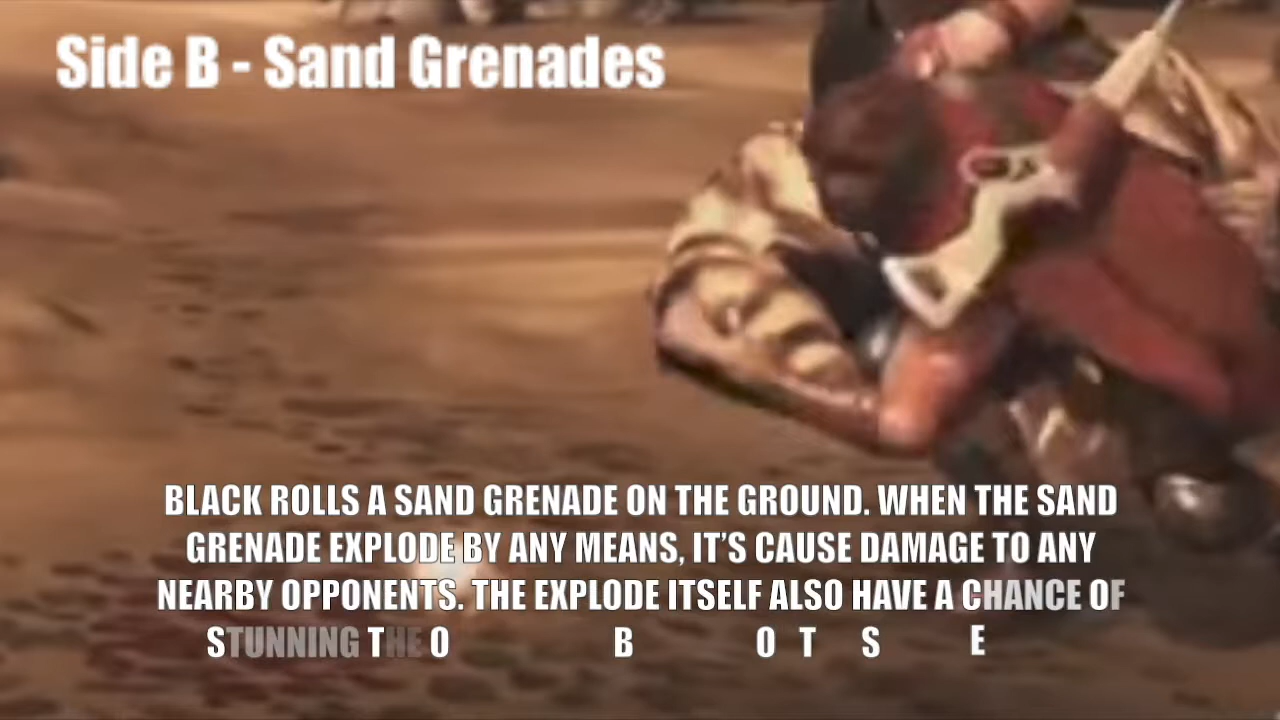 Side B - Sand Grenades
BLACK ROLLS A SAND GRENADE ON THE GROUND. WHEN THE SAND
GRENADE EXPLODE BY ANY MEANS, IT'S CAUSE DAMAGE TO ANY
NEARBY OPPONENTS. THE EXPLODE ITSELF ALSO HAVE A CHANCE OF
STUNNING THE O B O T S E